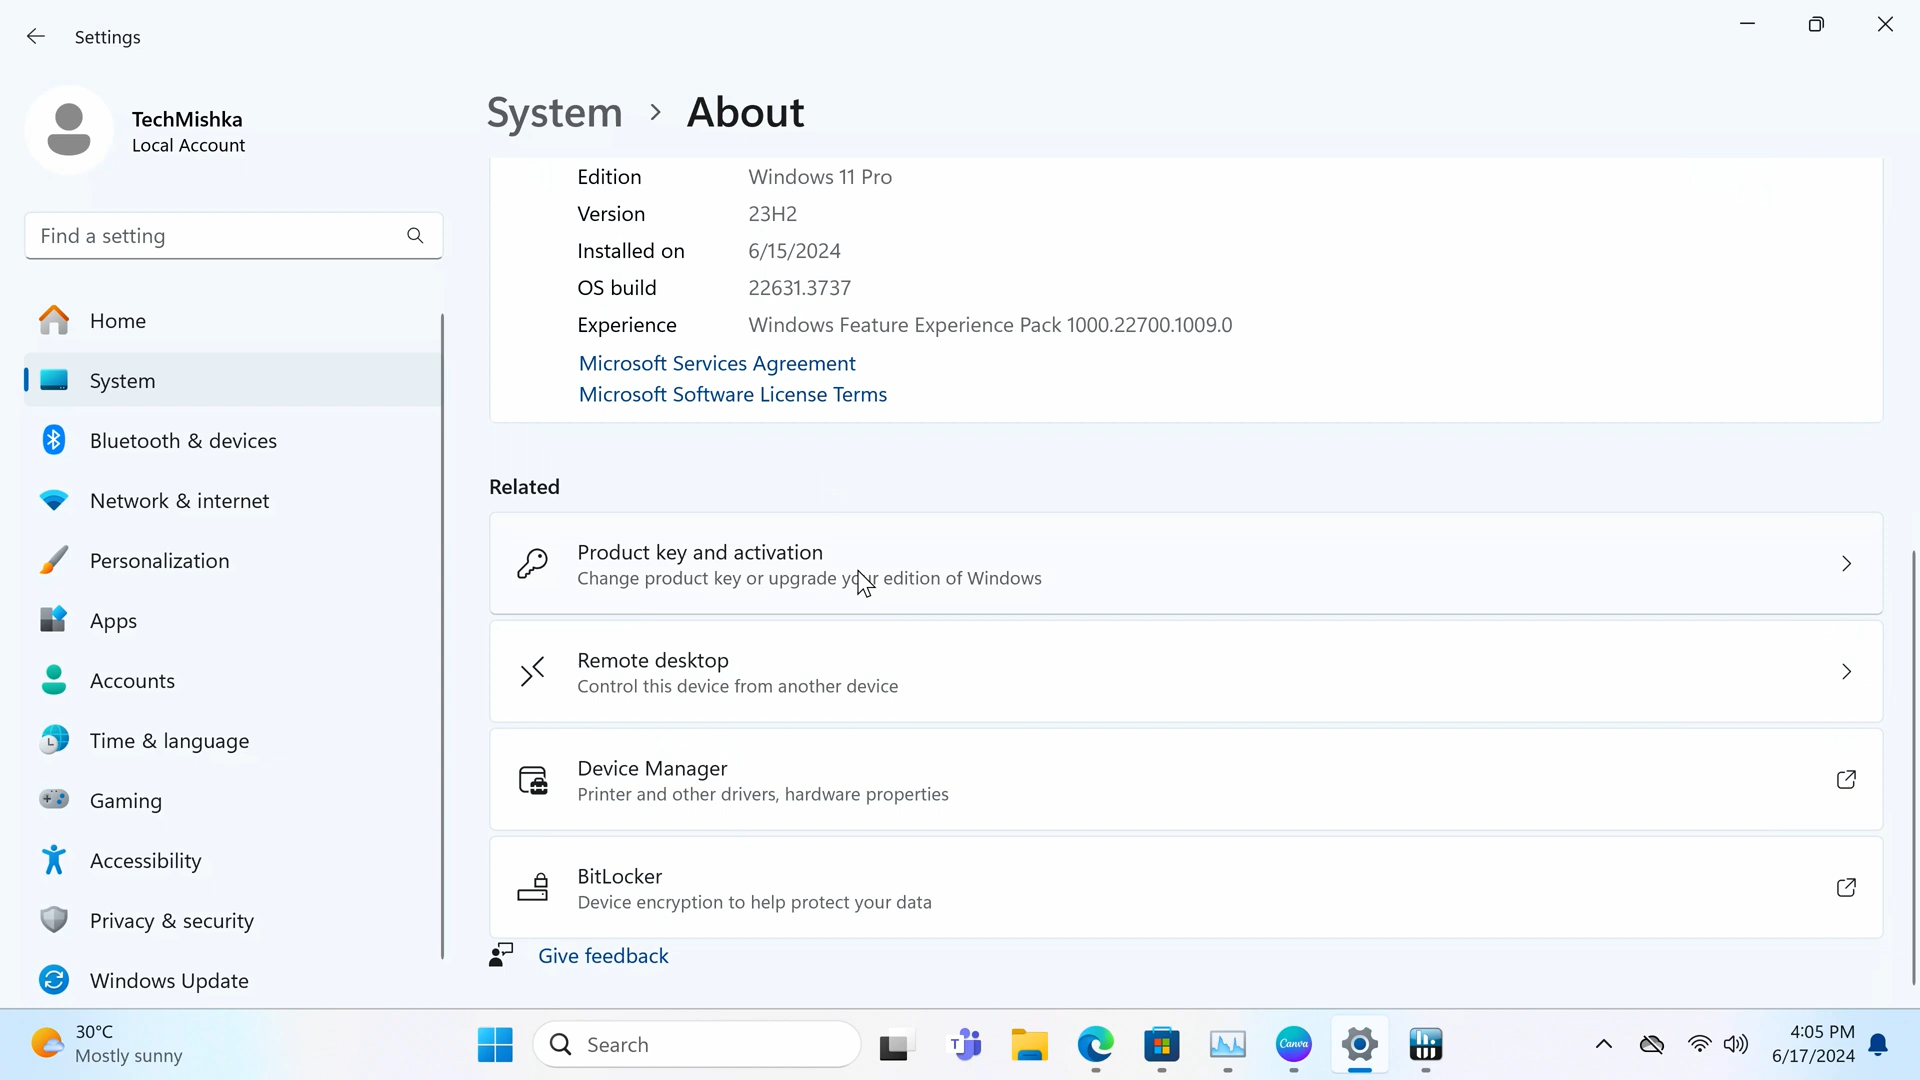 Settings
TechMishka
Local Account
Find a setting
Home
System
Bluetooth & devices
Network & internet
Personalization
Apps
Accounts
Time & language
Gaming
Accessibility
Privacy & security
Windows Update
System > About
Edition Windows 11 Pro
Version 23H2
Installed on 6/15/2024
OS build 22631.3737
Experience Windows Feature Experience Pack 1000.22700.1009.0
Microsoft Services Agreement
Microsoft Software License Terms
Related
Product key and activation
Change product key or upgrade your edition of Windows
Remote desktop
Control this device from another device
Device Manager
Printer and other drivers, hardware properties
BitLocker
Device encryption to help protect your data
Give feedback
30°C
Mostly sunny
Search
Canva
4:05 PM
6/17/2024